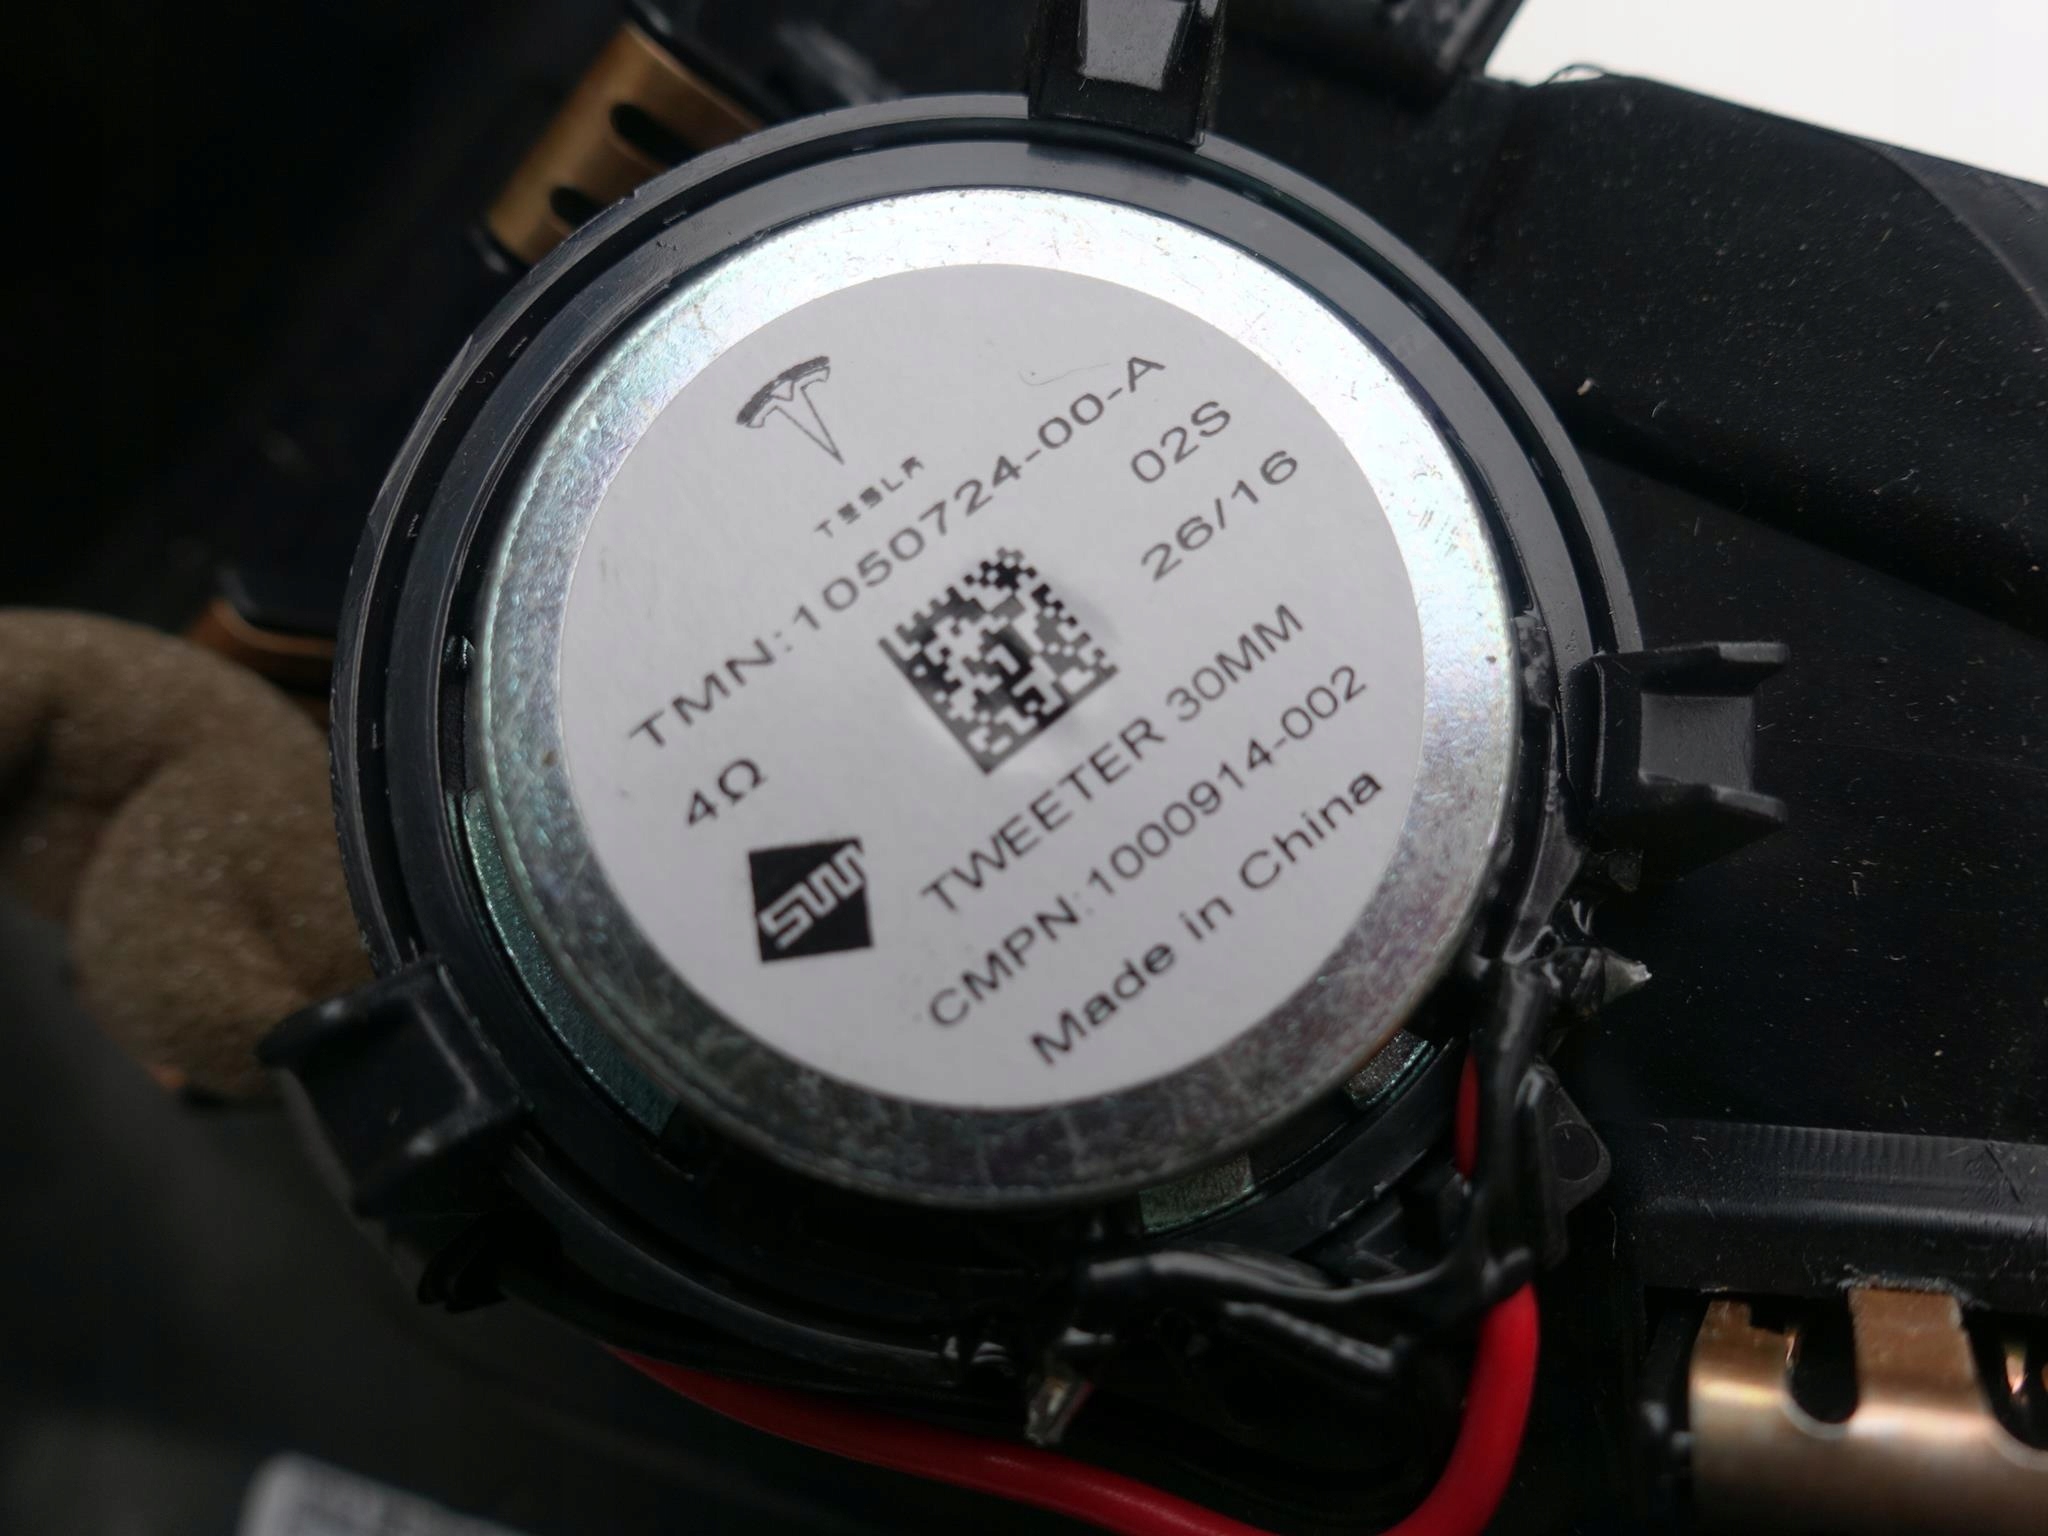 TESLA
TMN:1050724-00-A
02S
26/16
4Ω
TWEETER 30MM
CMPN:1000914-002
Made in China